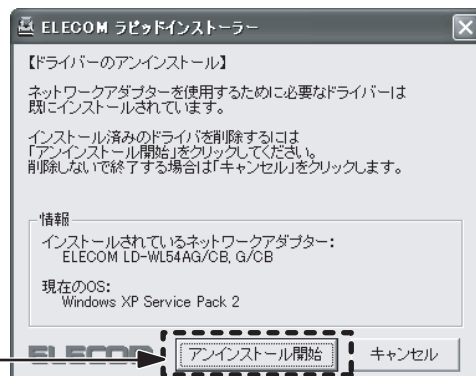 ELECOM ラピッドインストーラー
【ドライバーのアンインストール】
ネットワークアダプターを使用するために必要なドライバーは
既にインストールされています。
インストール済みのドライバを削除するには
「アンインストール開始」をクリックしてください。
削除しないで終了する場合は「キャンセル」をクリックします。
情報
インストールされているネットワークアダプター：
ELECOM LD-WL54AG/CB, G/CB
現在のOS:
Windows XP Service Pack 2
ELECOM
アンインストール開始
キャンセル